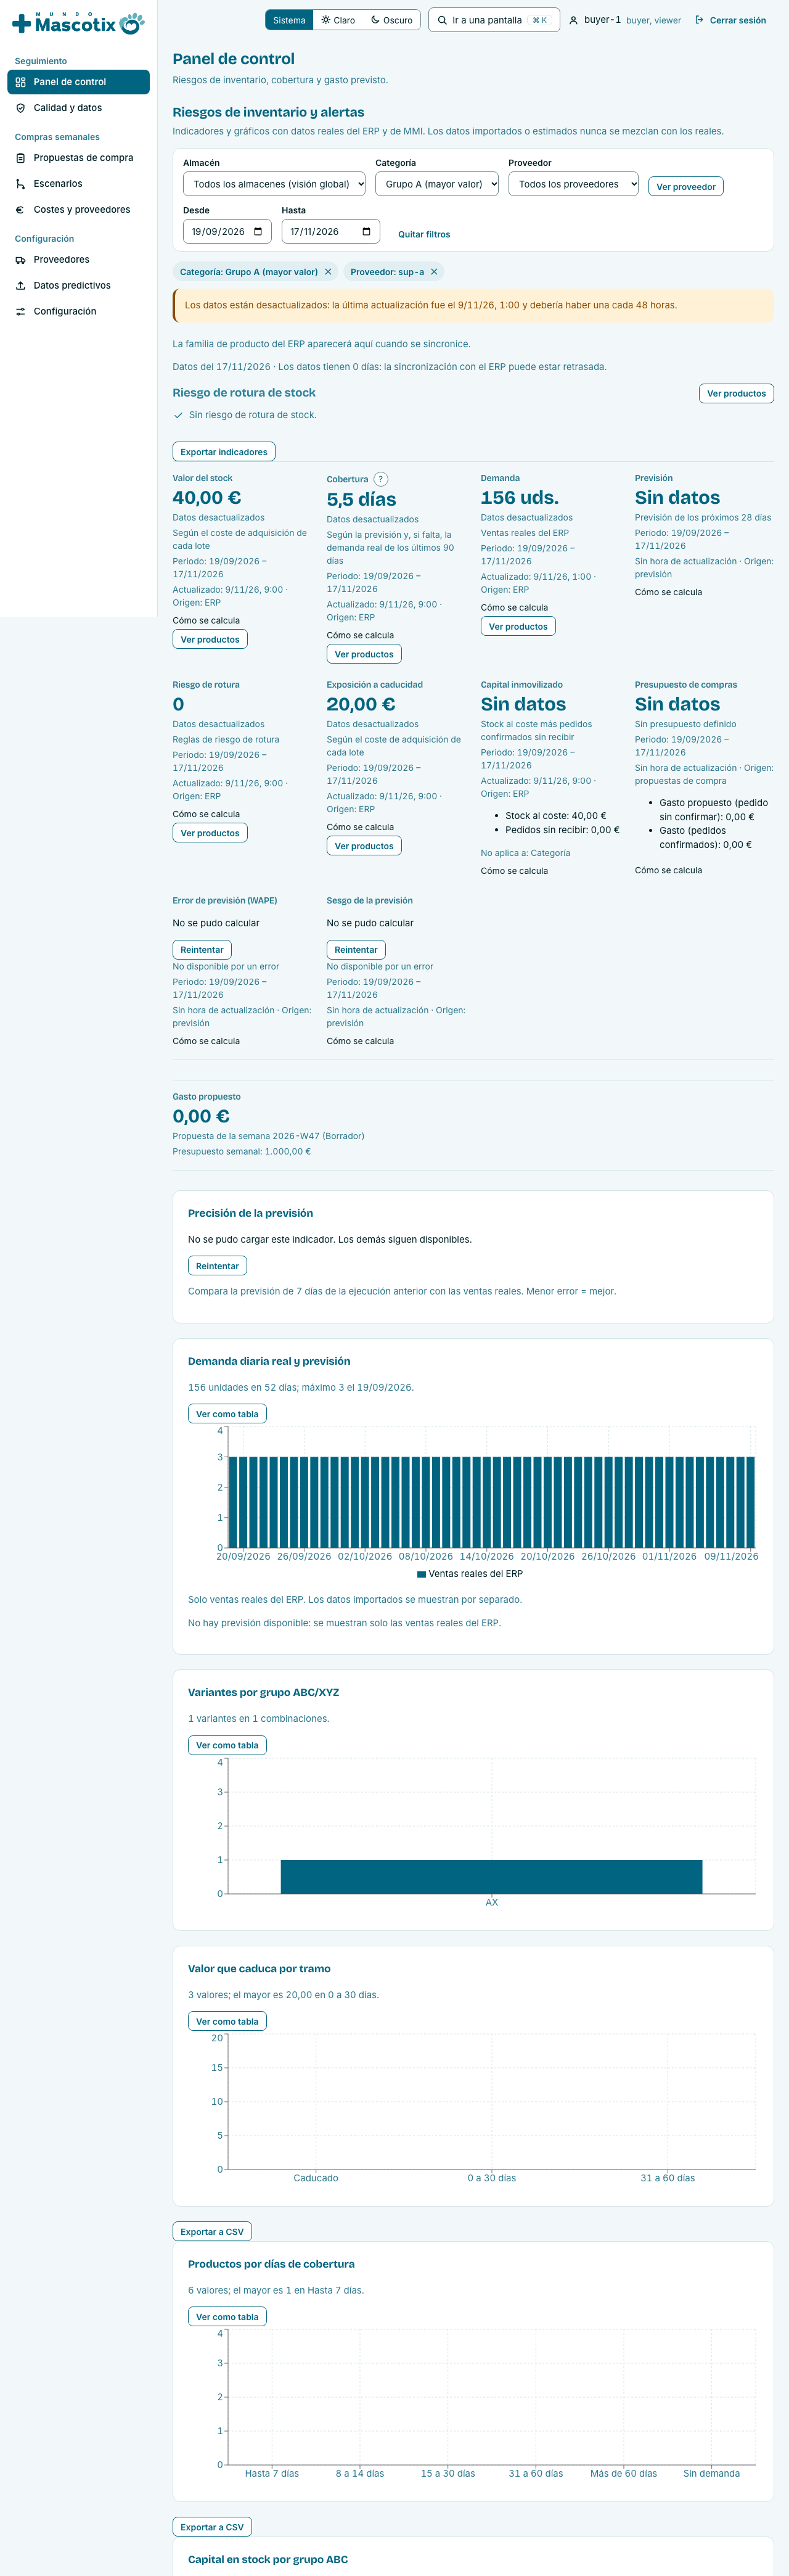 MUNDO
Mascotix
Sistema
Claro
Oscuro
Ir a una pantalla
⌘ K
buyer-1
buyer, viewer
Cerrar sesión
Seguimiento
Panel de control
Calidad y datos
Compras semanales
Propuestas de compra
Escenarios
Costes y proveedores
Configuración
Proveedores
Datos predictivos
Configuración
Panel de control
Riesgos de inventario, cobertura y gasto previsto.
Riesgos de inventario y alertas
Indicadores y gráficos con datos reales del ERP y de MMI. Los datos importados o estimados nunca se mezclan con los reales.
Almacén
Categoría
Proveedor
Todos los almacenes (visión global)
Grupo A (mayor valor)
Todos los proveedores
Ver proveedor
Desde
Hasta
19/09/2026
17/11/2026
Quitar filtros
Categoría: Grupo A (mayor valor)
Proveedor: sup-a
Los datos están desactualizados: la última actualización fue el 9/11/26, 1:00 y debería haber una cada 48 horas.
La familia de producto del ERP aparecerá aquí cuando se sincronice.
Datos del 17/11/2026 · Los datos tienen 0 días: la sincronización con el ERP puede estar retrasada.
Riesgo de rotura de stock
Ver productos
Sin riesgo de rotura de stock.
Exportar indicadores
Valor del stock
40,00 €
Datos desactualizados
Según el coste de adquisición de
cada lote
Periodo: 19/09/2026 –
17/11/2026
Actualizado: 9/11/26, 9:00 ·
Origen: ERP
Cómo se calcula
Ver productos
Cobertura ?
5,5 días
Datos desactualizados
Según la previsión y, si falta, la
demanda real de los últimos 90
días
Periodo: 19/09/2026 –
17/11/2026
Actualizado: 9/11/26, 9:00 ·
Origen: ERP
Cómo se calcula
Ver productos
Demanda
156 uds.
Datos desactualizados
Ventas reales del ERP
Periodo: 19/09/2026 –
17/11/2026
Actualizado: 9/11/26, 1:00 ·
Origen: ERP
Cómo se calcula
Ver productos
Previsión
Sin datos
Previsión de los próximos 28 días
Periodo: 19/09/2026 –
17/11/2026
Sin hora de actualización · Origen:
previsión
Cómo se calcula
Riesgo de rotura
0
Datos desactualizados
Reglas de riesgo de rotura
Periodo: 19/09/2026 –
17/11/2026
Actualizado: 9/11/26, 9:00 ·
Origen: ERP
Cómo se calcula
Ver productos
Exposición a caducidad
20,00 €
Datos desactualizados
Según el coste de adquisición de
cada lote
Periodo: 19/09/2026 –
17/11/2026
Actualizado: 9/11/26, 9:00 ·
Origen: ERP
Cómo se calcula
Ver productos
Capital inmovilizado
Sin datos
Stock al coste más pedidos
confirmados sin recibir
Periodo: 19/09/2026 –
17/11/2026
Actualizado: 9/11/26, 9:00 ·
Origen: ERP
Stock al coste: 40,00 €
Pedidos sin recibir: 0,00 €
No aplica a: Categoría
Cómo se calcula
Presupuesto de compras
Sin datos
Sin presupuesto definido
Periodo: 19/09/2026 –
17/11/2026
Sin hora de actualización · Origen:
propuestas de compra
Gasto propuesto (pedido
sin confirmar): 0,00 €
Gasto (pedidos
confirmados): 0,00 €
Cómo se calcula
Error de previsión (WAPE)
No se pudo calcular
Reintentar
No disponible por un error
Periodo: 19/09/2026 –
17/11/2026
Sin hora de actualización · Origen:
previsión
Cómo se calcula
Sesgo de la previsión
No se pudo calcular
Reintentar
No disponible por un error
Periodo: 19/09/2026 –
17/11/2026
Sin hora de actualización · Origen:
previsión
Cómo se calcula
Gasto propuesto
0,00 €
Propuesta de la semana 2026-W47 (Borrador)
Presupuesto semanal: 1.000,00 €
Precisión de la previsión
No se pudo cargar este indicador. Los demás siguen disponibles.
Reintentar
Compara la previsión de 7 días de la ejecución anterior con las ventas reales. Menor error = mejor.
Demanda diaria real y previsión
156 unidades en 52 días; máximo 3 el 19/09/2026.
Ver como tabla
4
3
2
1
0
20/09/2026 26/09/2026 02/10/2026 08/10/2026 14/10/2026 20/10/2026 26/10/2026 01/11/2026 09/11/2026
Ventas reales del ERP
Solo ventas reales del ERP. Los datos importados se muestran por separado.
No hay previsión disponible: se muestran solo las ventas reales del ERP.
Variantes por grupo ABC/XYZ
1 variantes en 1 combinaciones.
Ver como tabla
4
3
2
1
0
AX
Valor que caduca por tramo
3 valores; el mayor es 20,00 en 0 a 30 días.
Ver como tabla
20
15
10
5
0
Caducado 0 a 30 días 31 a 60 días
Exportar a CSV
Productos por días de cobertura
6 valores; el mayor es 1 en Hasta 7 días.
Ver como tabla
4
3
2
1
0
Hasta 7 días 8 a 14 días 15 a 30 días 31 a 60 días Más de 60 días Sin demanda
Exportar a CSV
Capital en stock por grupo ABC